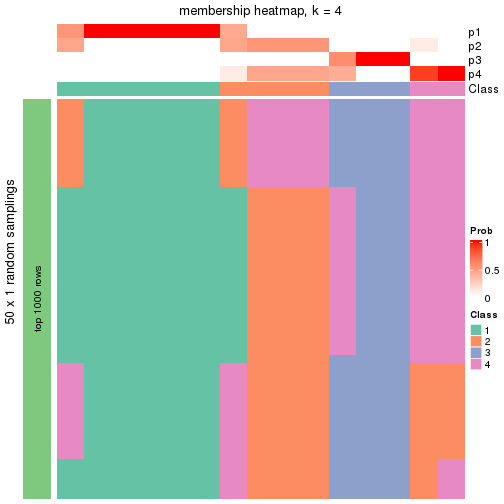 membership heatmap, k = 4
p1
p2
p3
p4
Class
50 x 1 random samplings
top 1000 rows
Prob
1
0.5
0
Class
1
2
3
4